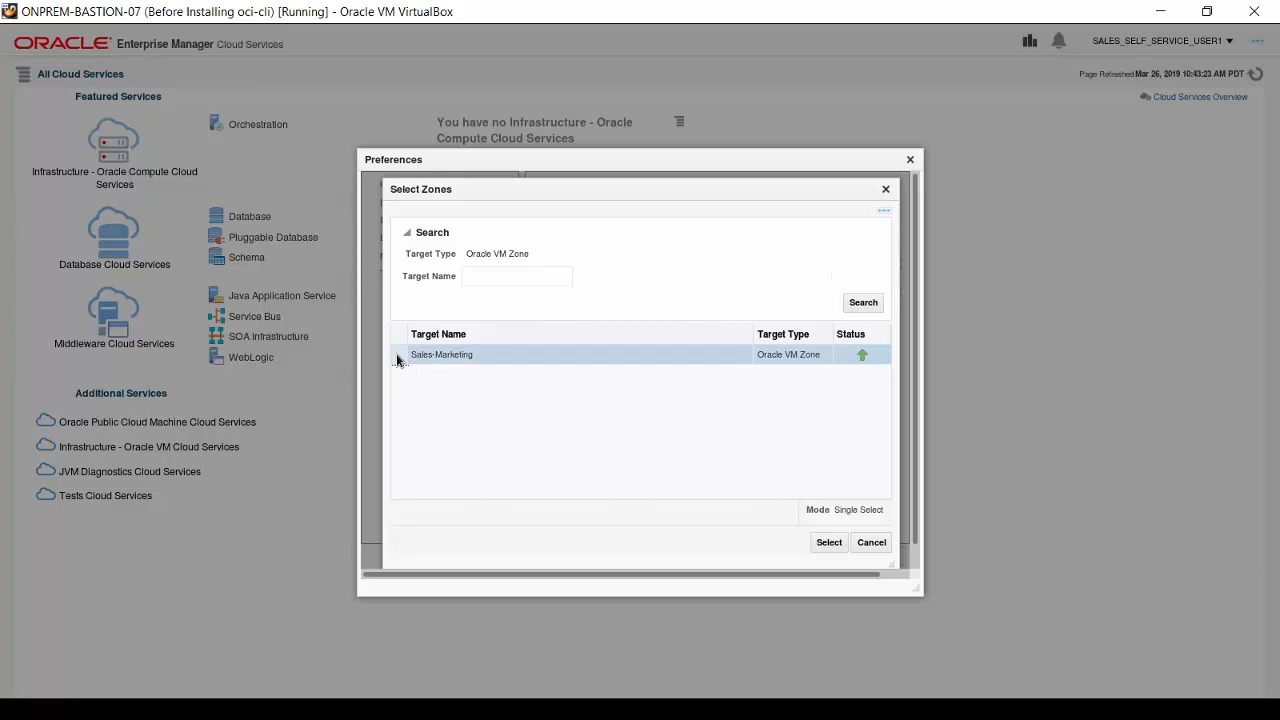 ONPREM-BASTION-07 (Before Installing oci-cli) [Running] - Oracle VM VirtualBox
ORACLE Enterprise Manager Cloud Services
SALES_SELF_SERVICE_USER1
All Cloud Services
Page Refreshed Mar 26, 2019 10:43:23 AM PDT
Featured Services
Cloud Services Overview
Infrastructure - Oracle Compute Cloud
Services
Orchestration
You have no Infrastructure - Oracle
Compute Cloud Services
Database Cloud Services
Database
Pluggable Database
Schema
Middleware Cloud Services
Java Application Service
Service Bus
SOA Infrastructure
WebLogic
Additional Services
Oracle Public Cloud Machine Cloud Services
Infrastructure - Oracle VM Cloud Services
JVM Diagnostics Cloud Services
Tests Cloud Services
Preferences
Select Zones
Search
Target Type Oracle VM Zone
Target Name
Search
Target Name Target Type Status
Sales-Marketing Oracle VM Zone
Mode Single Select
Select Cancel